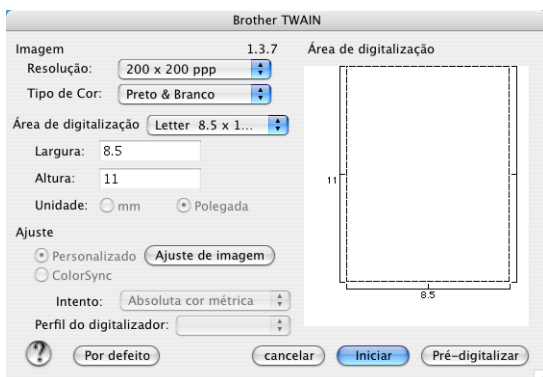 Brother TWAIN
Imagem 1.3.7
Resolução: 200 x 200 ppp
Tipo de Cor: Preto & Branco
Área de digitalização Letter 8.5 x 1...
Largura: 8.5
Altura: 11
Unidade: mm Polegada
Ajuste
Personalizado Ajuste de imagem
ColorSync
Intento: Absoluta cor métrica
Perfil do digitalizador:
Área de digitalização
11
8.5
? Por defeito cancelar Iniciar Pré-digitalizar